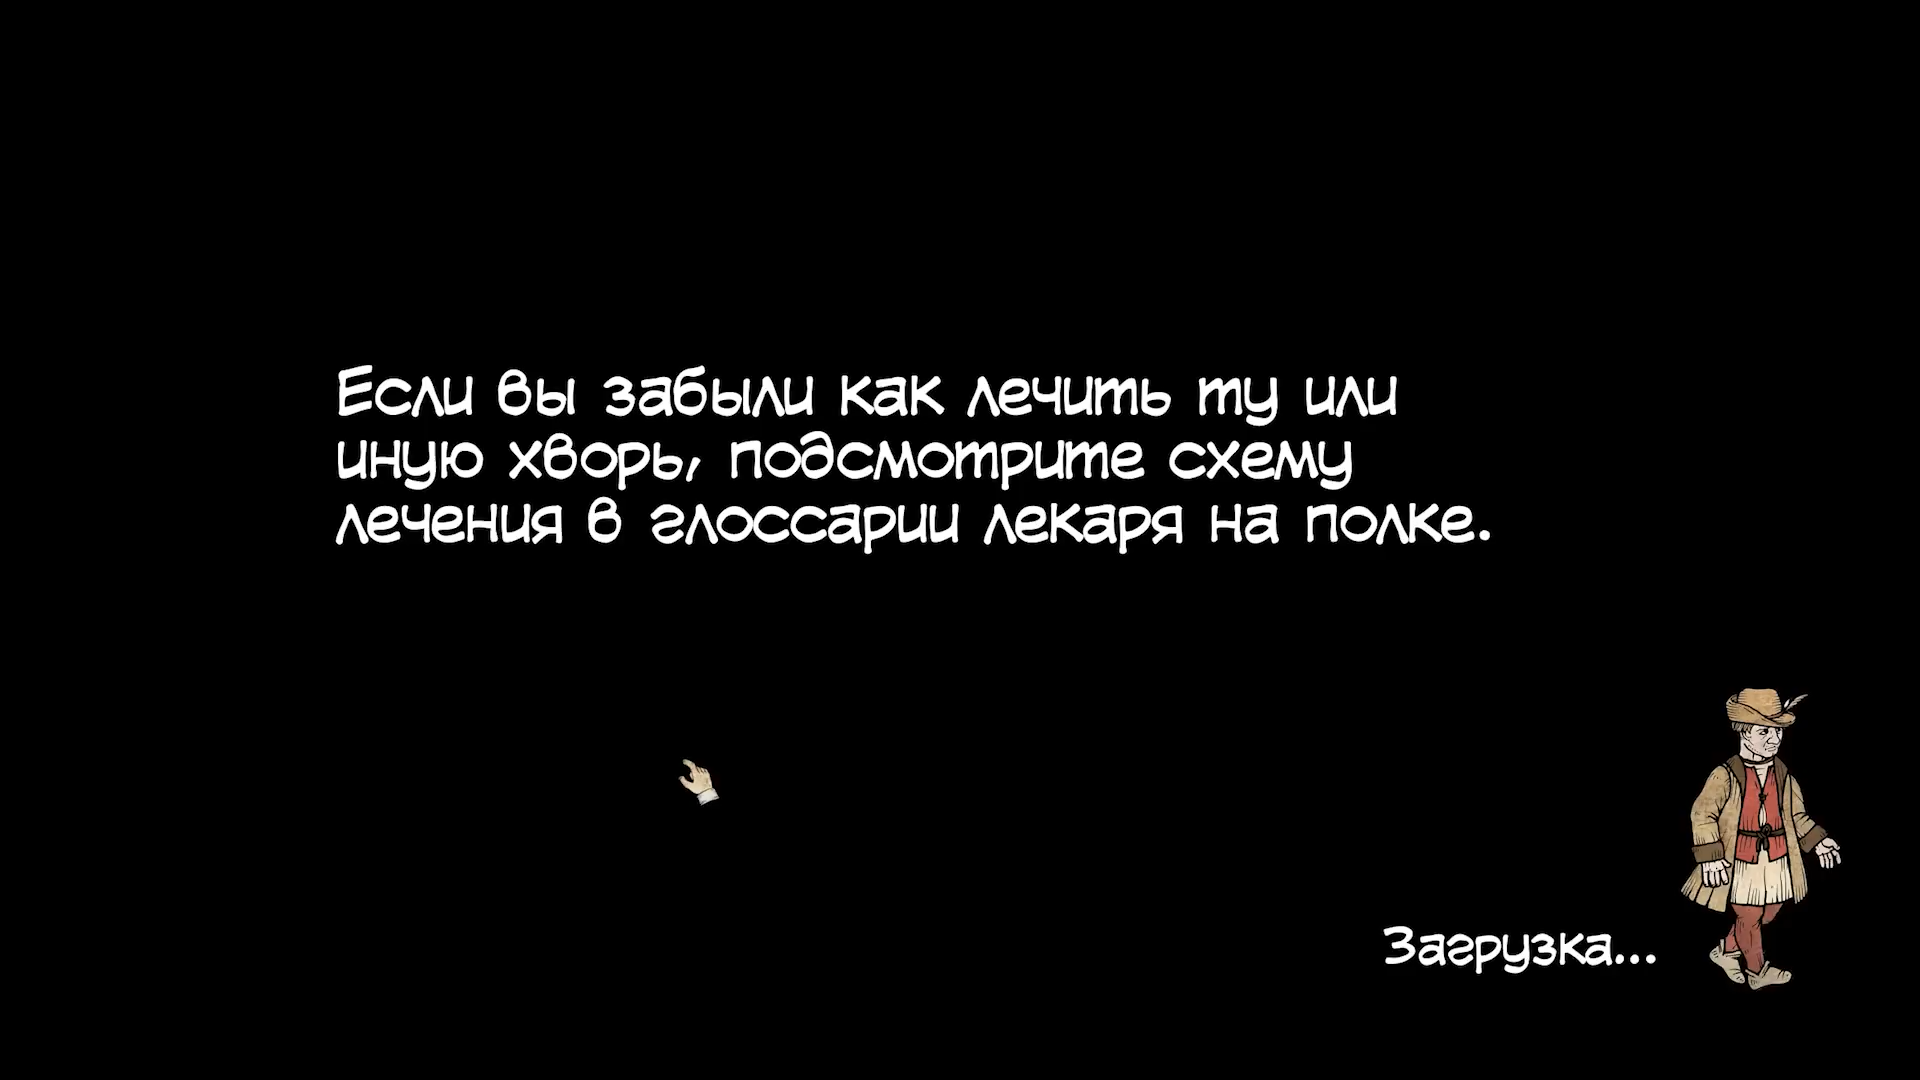 Если вы забыли как лечить ту или
иную хворь, подсмотрите схему
лечения в глоссарии лекаря на полке.
Загрузка...